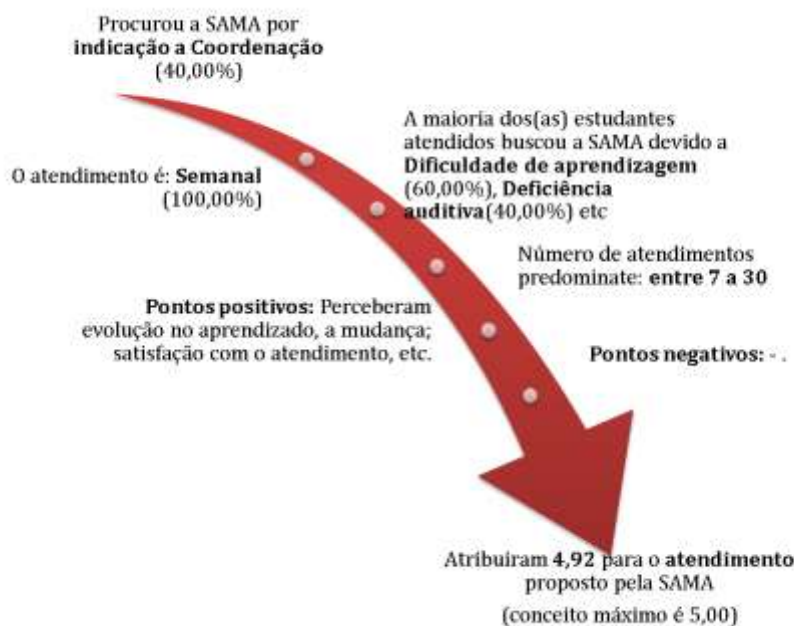 Procurou a SAMA por
indicação a Coordenação
(40,00%)
A maioria dos(as) estudantes
atendidos buscou a SAMA devido a
Dificuldade de aprendizagem
(60,00%), Deficiência
auditiva(40,00%) etc
O atendimento é: Semanal
(100,00%)
Número de atendimentos
predominate: entre 7 a 30
Pontos positivos: Perceberam
evolução no aprendizado, a mudança;
satisfação com o atendimento, etc.
Pontos negativos: - .
Atribuiram 4,92 para o atendimento
proposto pela SAMA
(conceito máximo é 5,00)